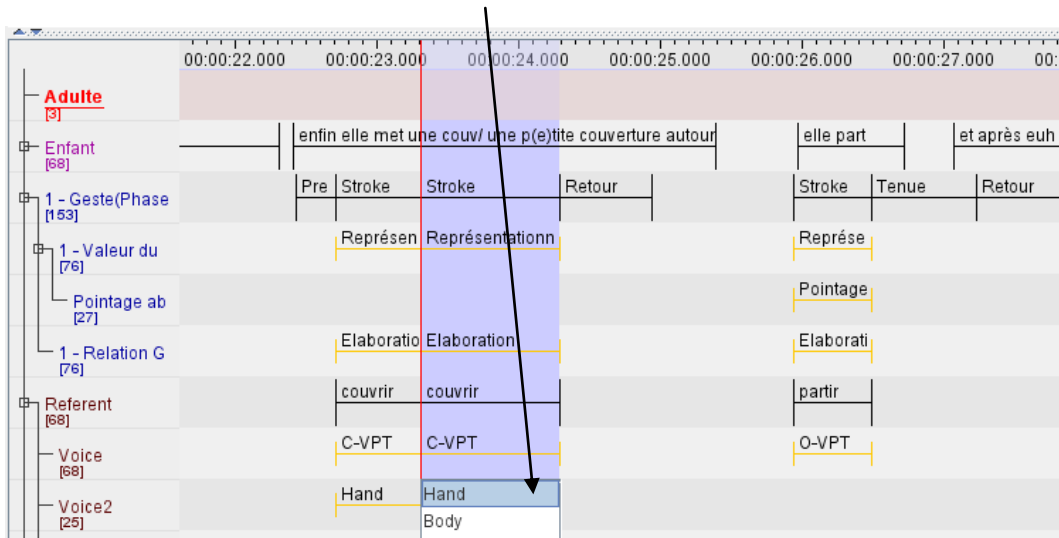 00:00:22.000 00:00:23.000 00:00:24.000 00:00:25.000 00:00:26.000 00:00:27.000 00:
Adulte
[3]
Enfant
[68]
enfin elle met une couv/ une p(e)tite couverture autour elle part et après euh
1 - Geste(Phase
[153]
Pre Stroke Stroke Retour Stroke Tenue Retour
1 - Valeur du
[76]
Représen Représentationn Représe
Pointage ab
[27]
Pointage
1 - Relation G
[76]
Elaboratio Elaboration Elaborati
Referent
[68]
couvrir couvrir partir
Voice
[68]
C-VPT C-VPT O-VPT
Voice2
[25]
Hand Hand
Body